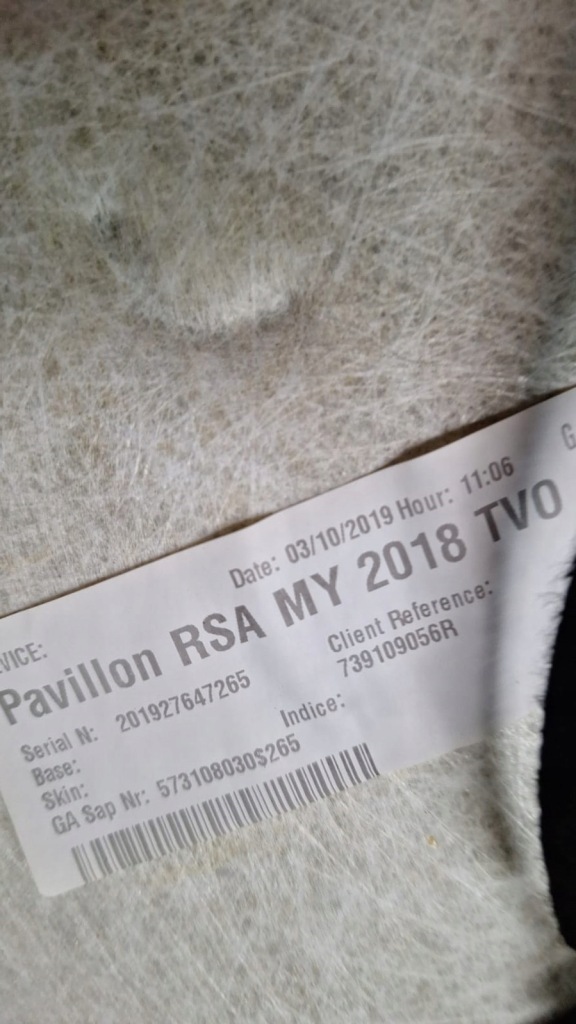 Date: 03/10/2019 Hour: 11:06
Pavillon RSA MY 2018 TVO
Serial N: 201927647265
Client Reference:
739109056R
Base:
Skin:
Indice:
GA Sap Nr: 573108030$265